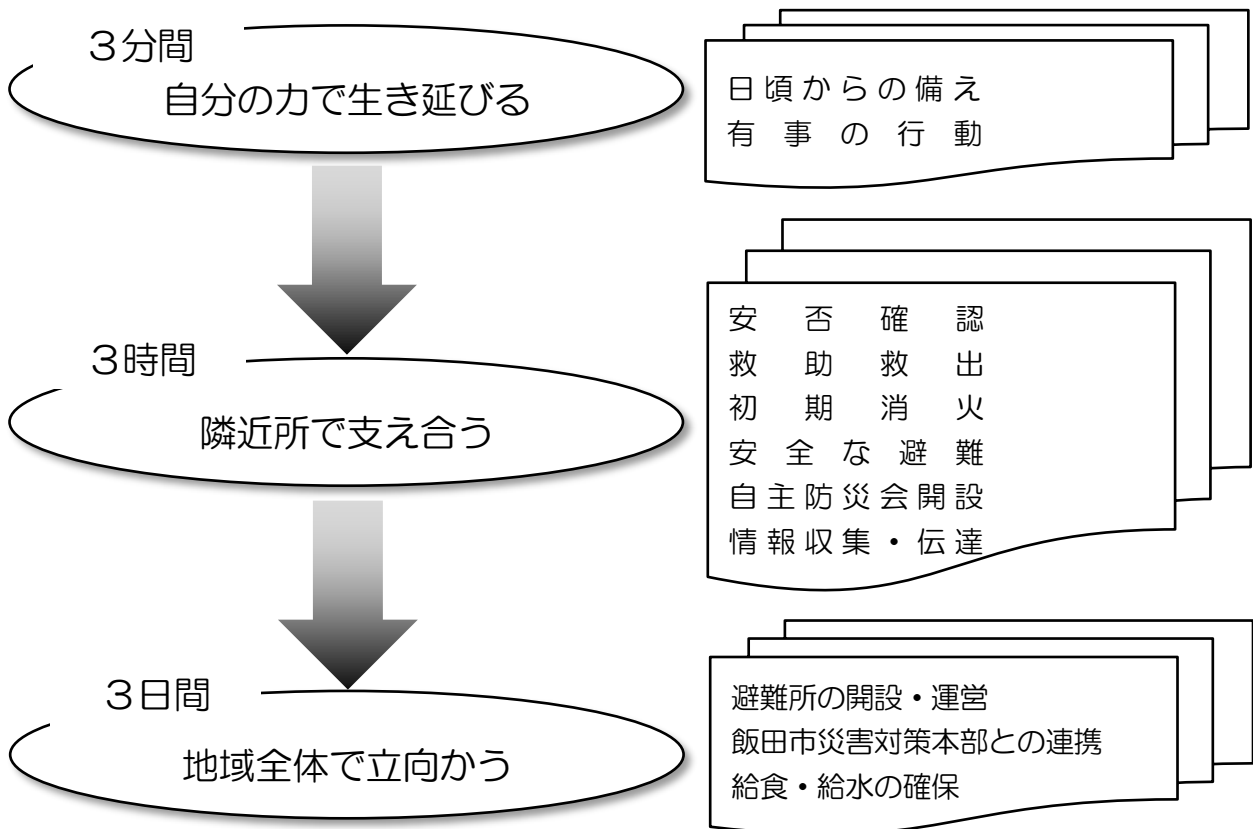 ３分間
自分の力で生き延びる
日頃からの備え
有事の行動
３時間
隣近所で支え合う
安否確認
救助救出
初期消火
安全な避難
自主防災会開設
情報収集・伝達
３日間
地域全体で立向かう
避難所の開設・運営
飯田市災害対策本部との連携
給食・給水の確保